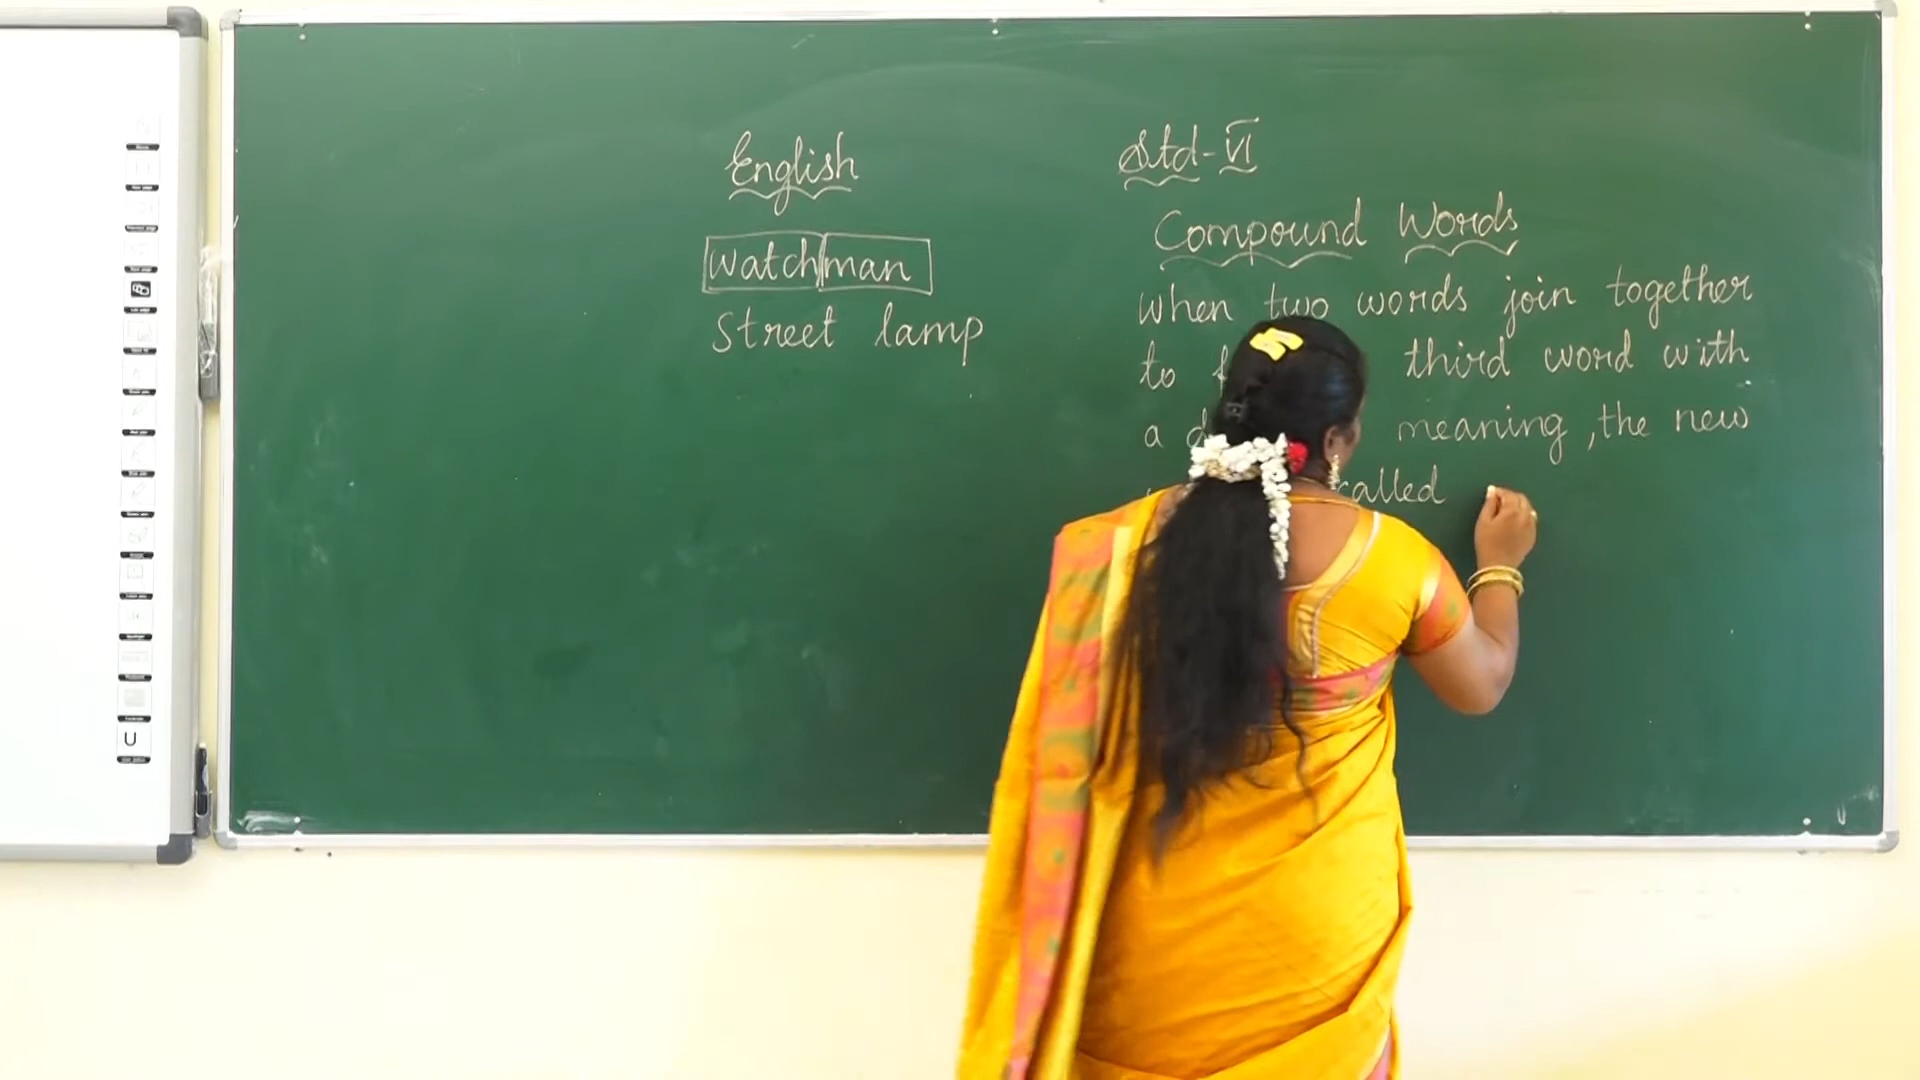 English
Std-VI
Compound Words
Watchman
Street lamp
When two words join together
to third word with
a meaning, the new
called